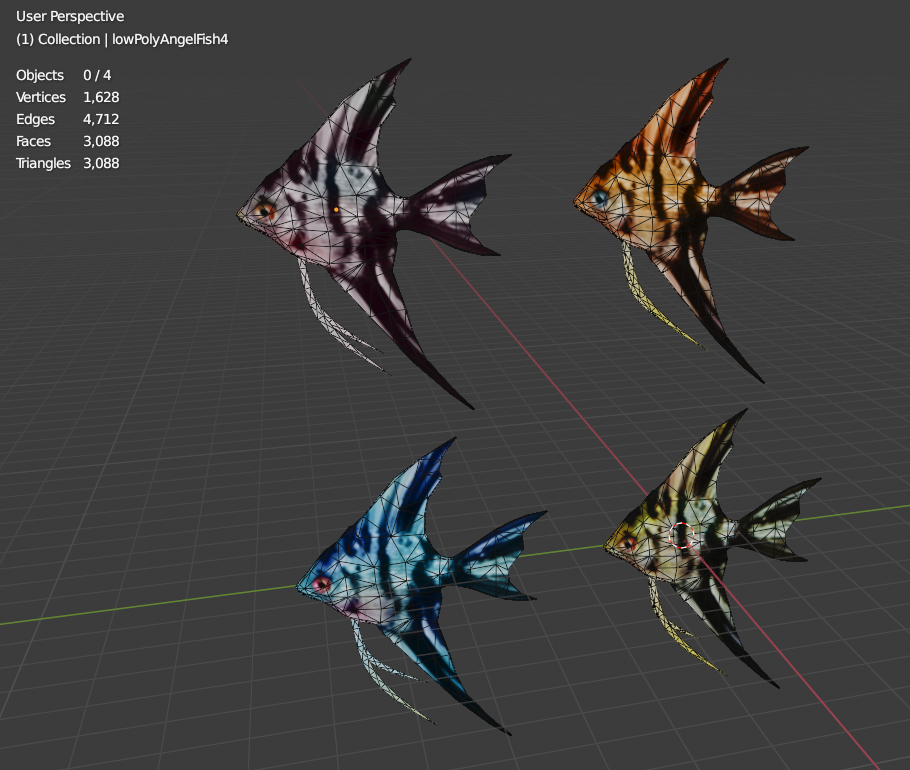 User Perspective
(1) Collection | lowPolyAngelFish4
Objects 0 / 4
Vertices 1,628
Edges 4,712
Faces 3,088
Triangles 3,088